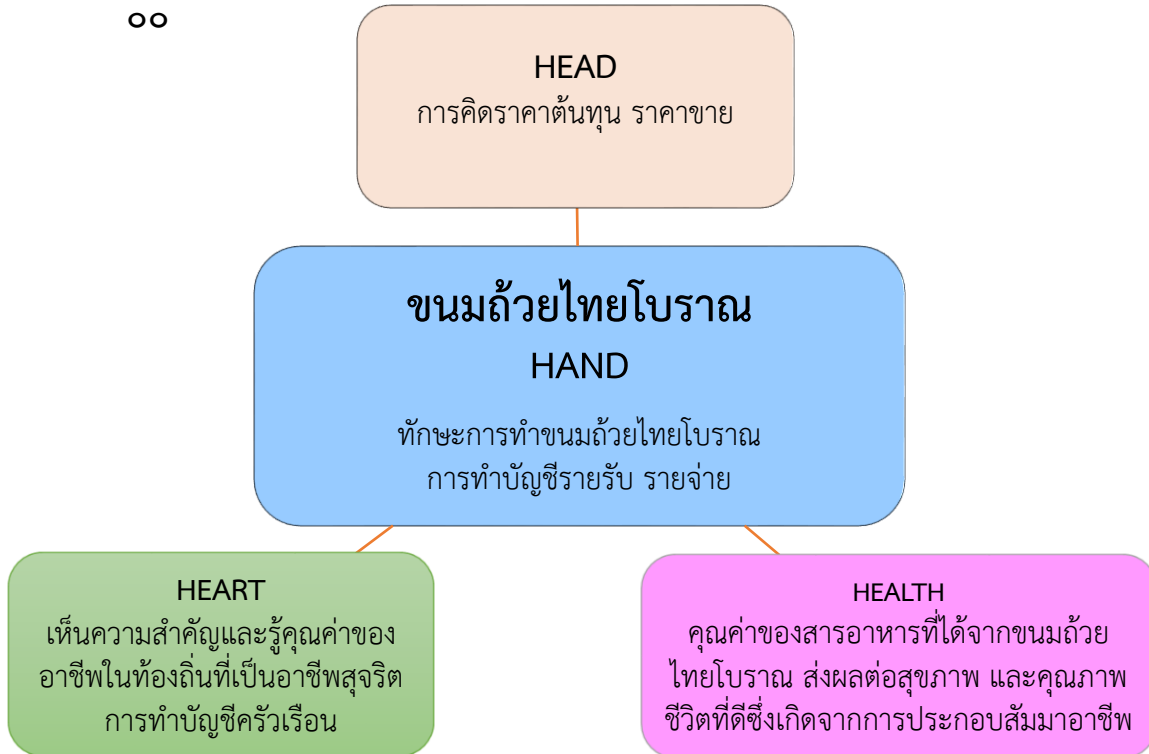 ๐๐
HEAD
การคิดราคาต้นทุน ราคาขาย
ขนมถ้วยไทยโบราณ
HAND
ทักษะการทำขนมถ้วยไทยโบราณ
การทำบัญชีรายรับ รายจ่าย
HEART
เห็นความสำคัญและรู้คุณค่าของ
อาชีพในท้องถิ่นที่เป็นอาชีพสุจริต
การทำบัญชีครัวเรือน
HEALTH
คุณค่าของสารอาหารที่ได้จากขนมถ้วย
ไทยโบราณ ส่งผลต่อสุขภาพ และคุณภาพ
ชีวิตที่ดีซึ่งเกิดจากการประกอบสัมมาอาชีพ